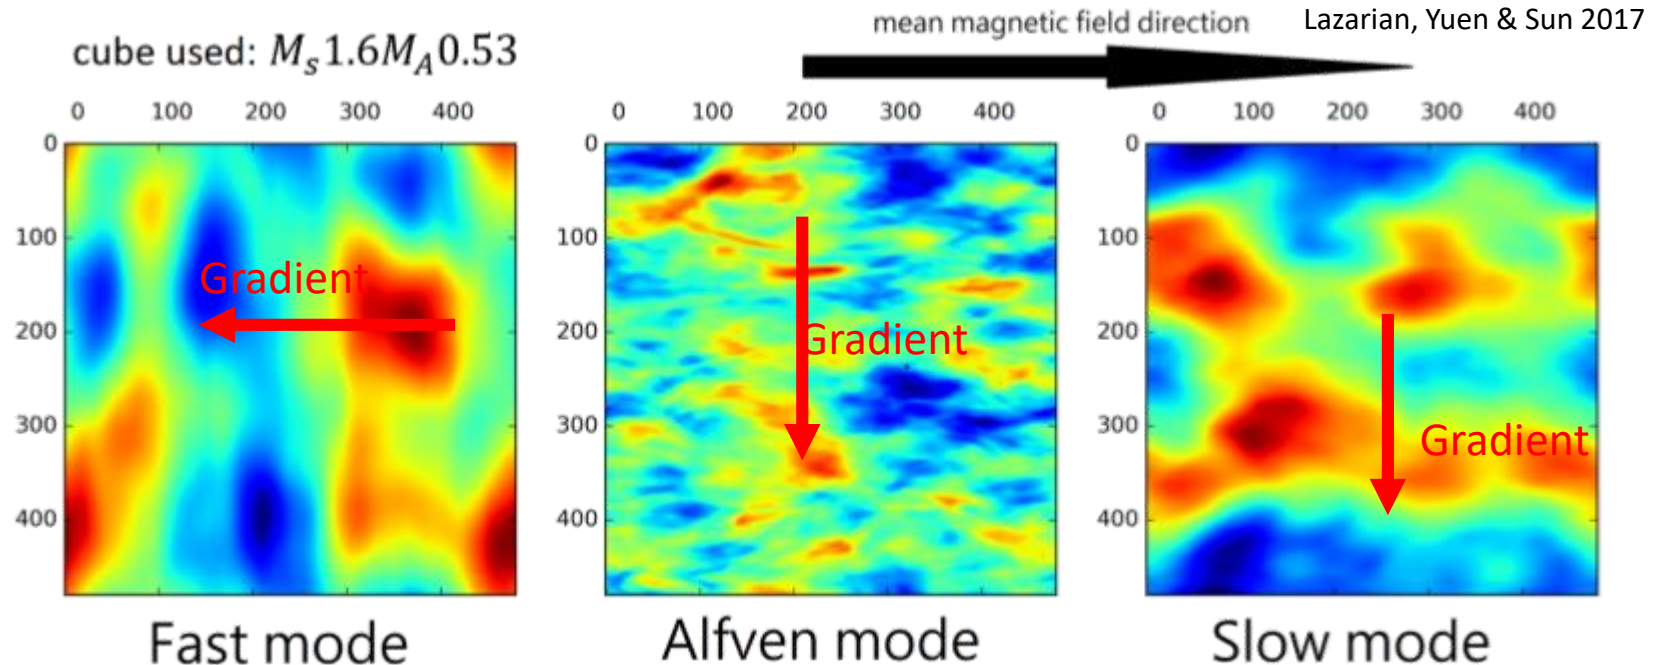 mean magnetic field direction
Lazarian, Yuen & Sun 2017
cube used: M_s1.6M_A0.53
0 100 200 300 400
0 100 200 300 400
0 100 200 300 400
0
100
200
300
400
0
100
200
300
400
0
100
200
300
400
Gradient
Gradient
Gradient
Fast mode
Alfven mode
Slow mode